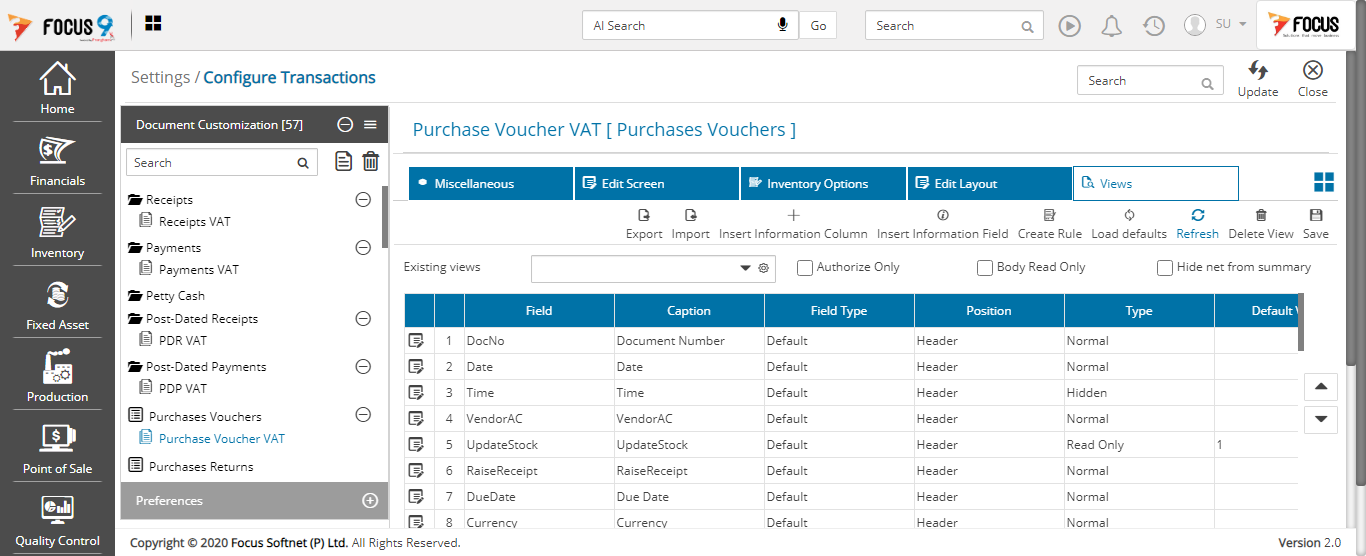 FOCUS 9
AI Search
Go
Search
SU
FOCUS
Home
Financials
Inventory
Fixed Asset
Production
Point of Sale
Quality Control
Settings / Configure Transactions
Search
Update
Close
Document Customization [57]
Search
Receipts
Receipts VAT
Payments
Payments VAT
Petty Cash
Post-Dated Receipts
PDR VAT
Post-Dated Payments
PDP VAT
Purchases Vouchers
Purchase Voucher VAT
Purchases Returns
Preferences
Purchase Voucher VAT [ Purchases Vouchers ]
Miscellaneous Edit Screen Inventory Options Edit Layout Views
Export Import Insert Information Column Insert Information Field Create Rule Load defaults Refresh Delete View Save
Existing views Authorize Only Body Read Only Hide net from summary
Field Caption Field Type Position Type Default V
1 DocNo Document Number Default Header Normal
2 Date Date Default Header Normal
3 Time Time Default Header Hidden
4 VendorAC VendorAC Default Header Normal
5 UpdateStock UpdateStock Default Header Read Only 1
6 RaiseReceipt RaiseReceipt Default Header Normal
7 DueDate Due Date Default Header Normal
8 Currency Currency Default Header Normal
Copyright © 2020 Focus Softnet (P) Ltd. All Rights Reserved.
Version 2.0